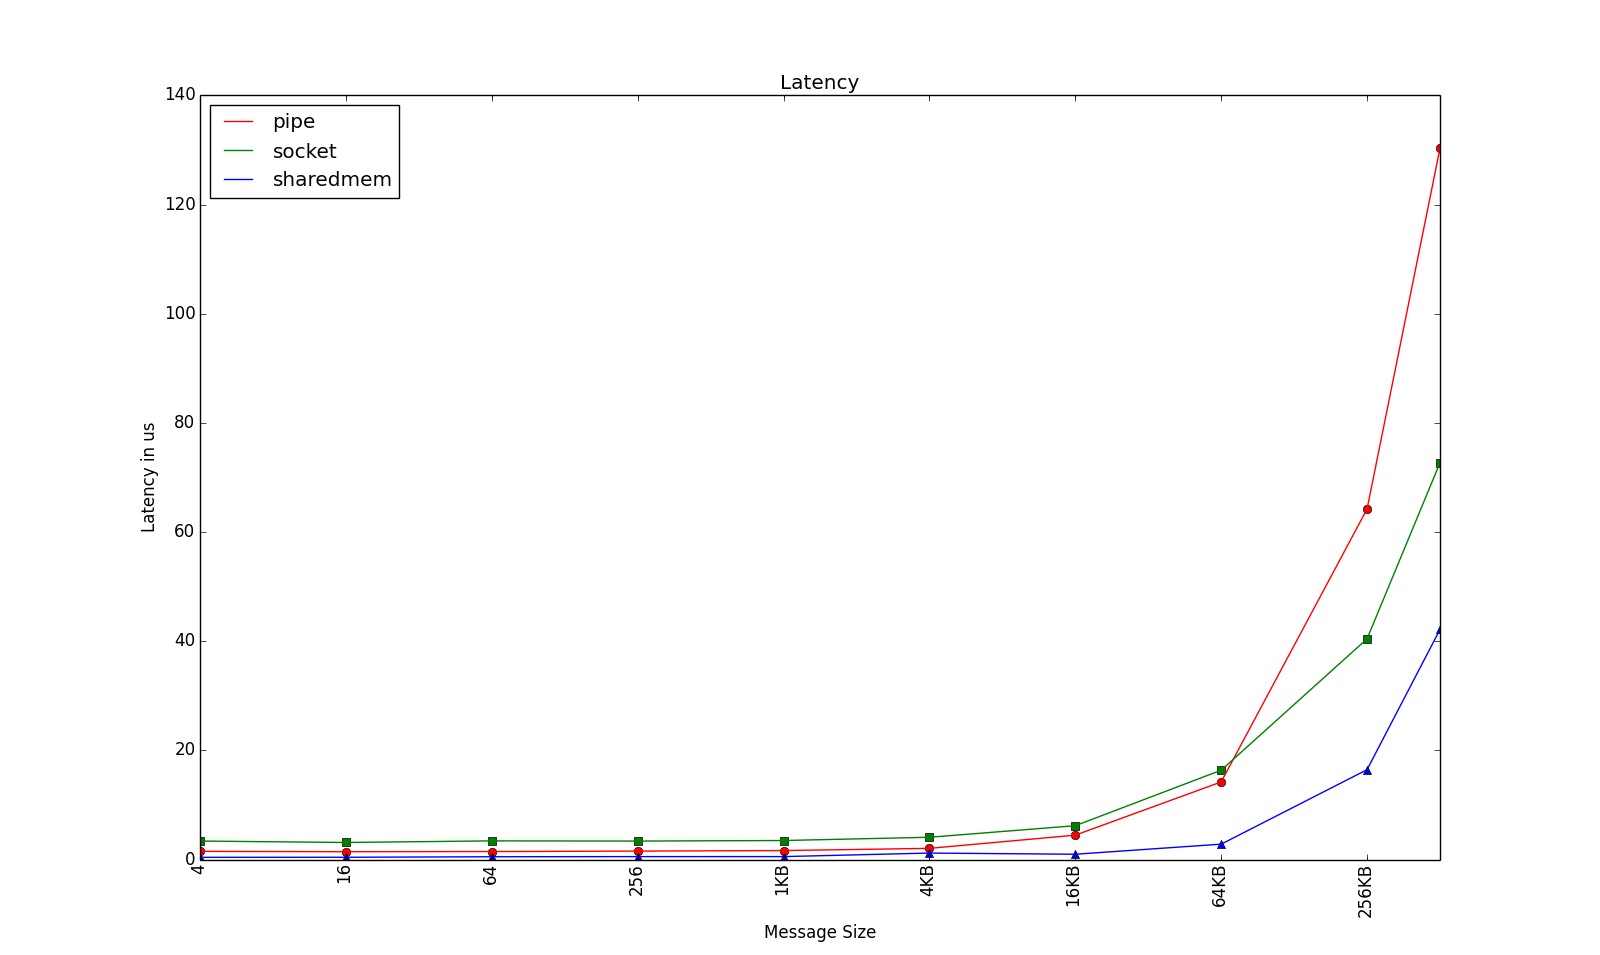 Latency
140
120
100
80
60
40
20
0
pipe
socket
sharedmem
Latency in us
4
16
64
256
1KB
4KB
16KB
64KB
256KB
Message Size